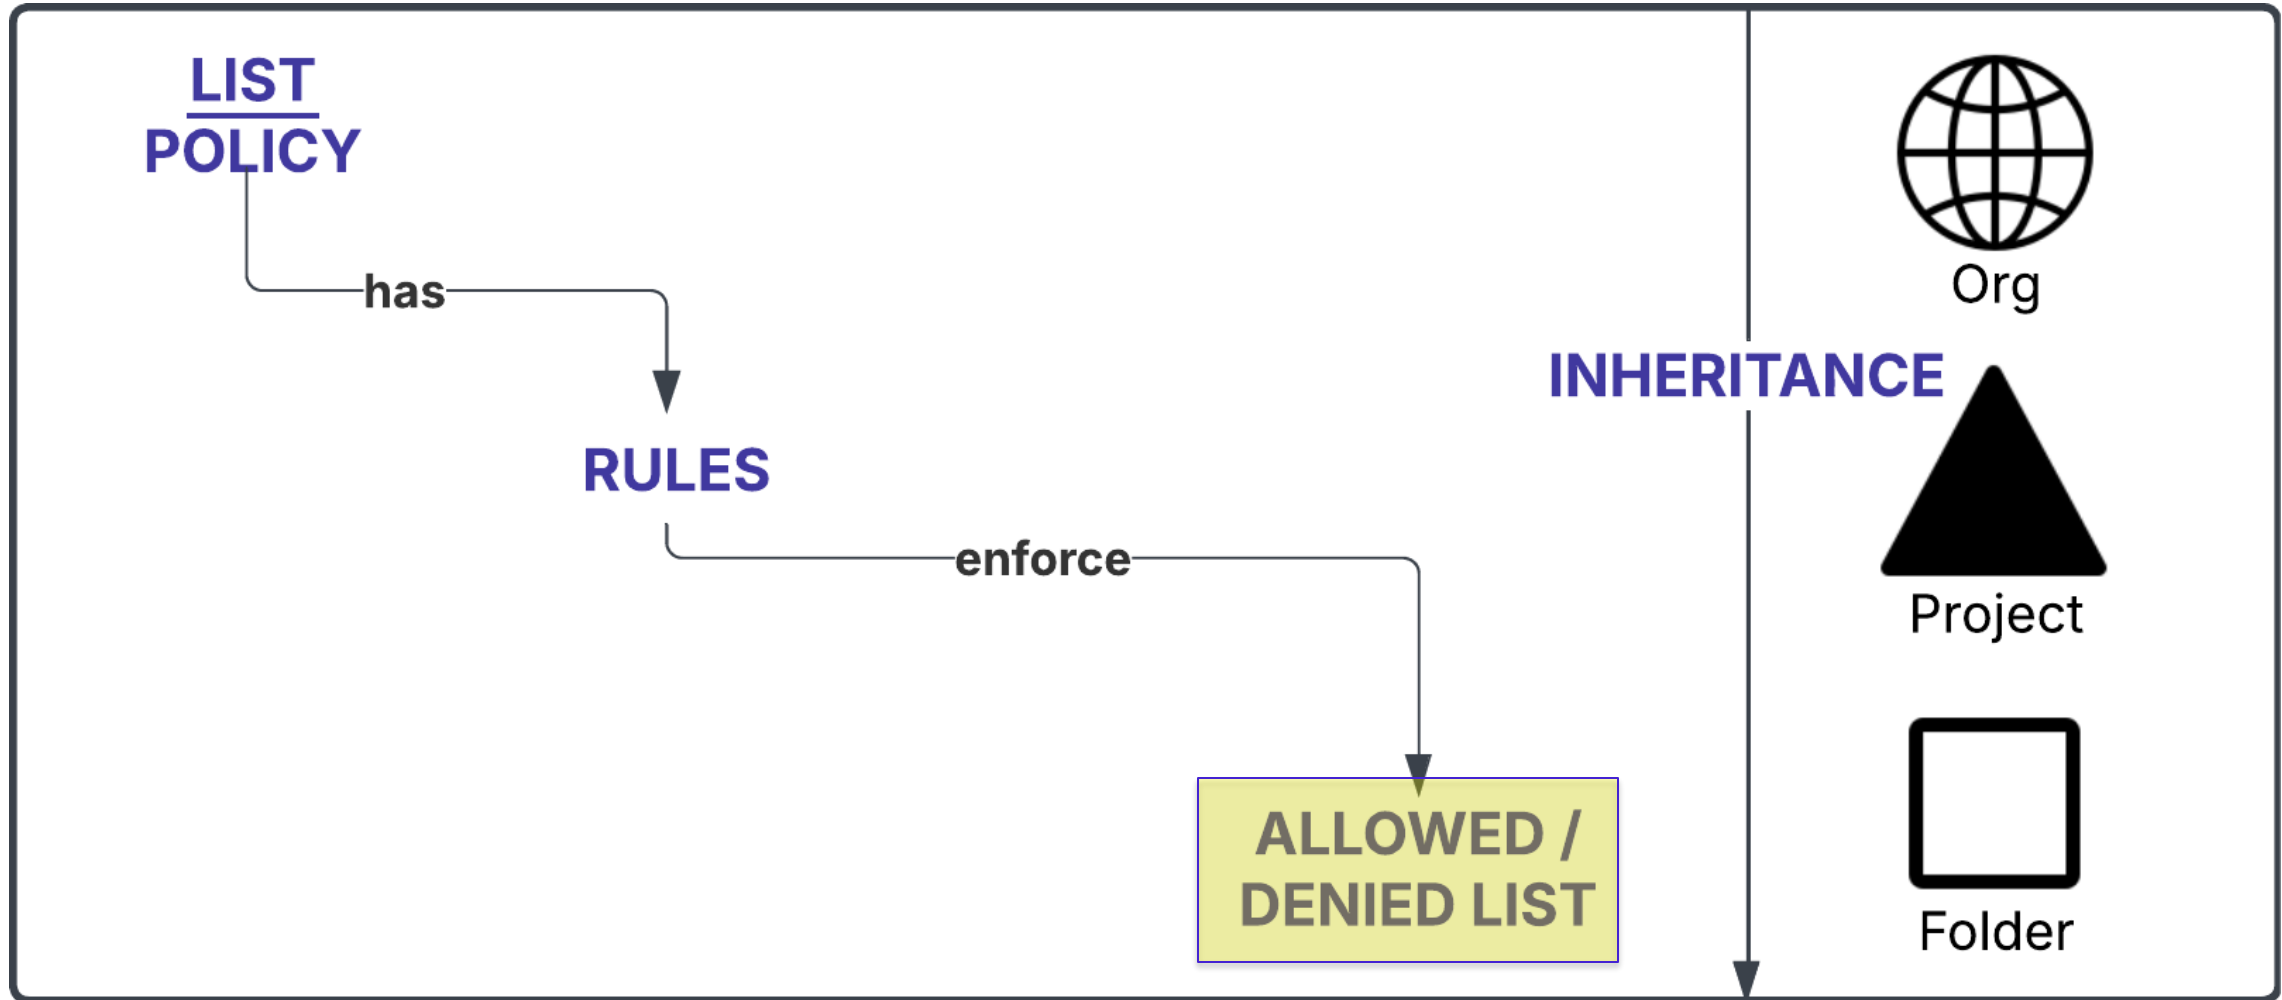 LIST
POLICY
has
RULES
enforce
ALLOWED /
DENIED LIST
INHERITANCE
Org
Project
Folder